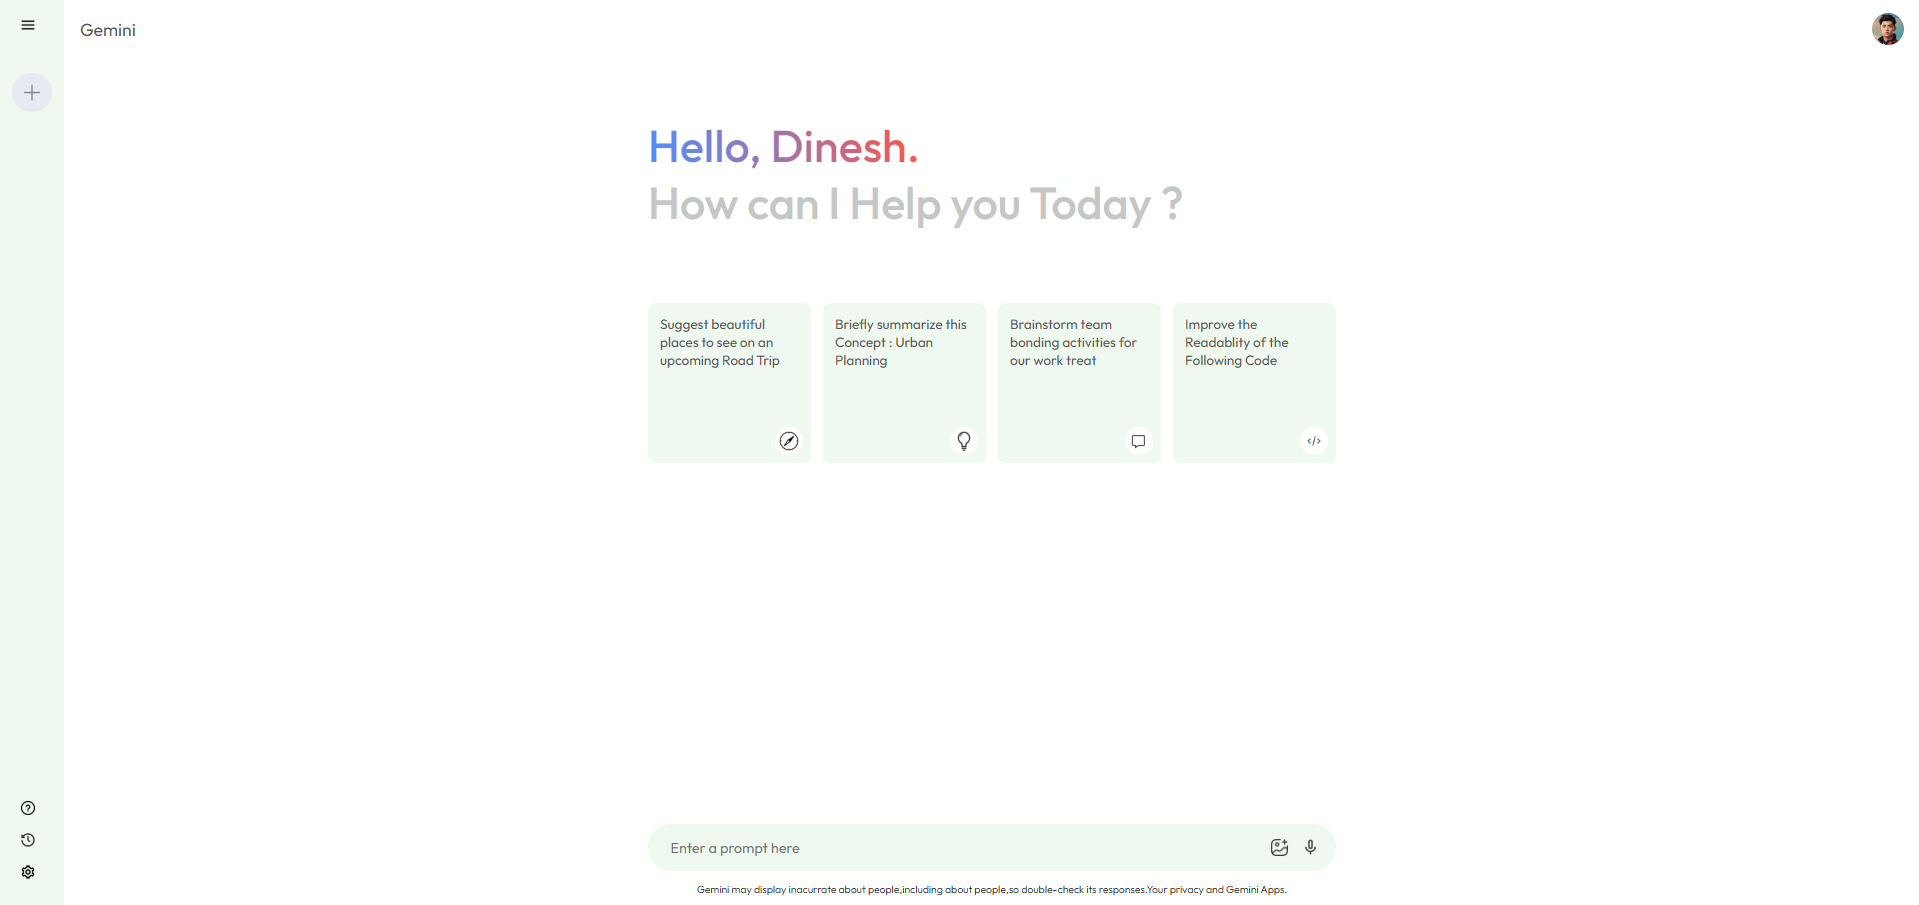 Gemini
Hello, Dinesh.
How can I Help you Today ?
Suggest beautiful
places to see on an
upcoming Road Trip
Briefly summarize this
Concept : Urban
Planning
Brainstorm team
bonding activities for
our work treat
Improve the
Readablity of the
Following Code
Enter a prompt here
Gemini may display inacurrate about people,including about people,so double-check its responses.Your privacy and Gemini Apps.